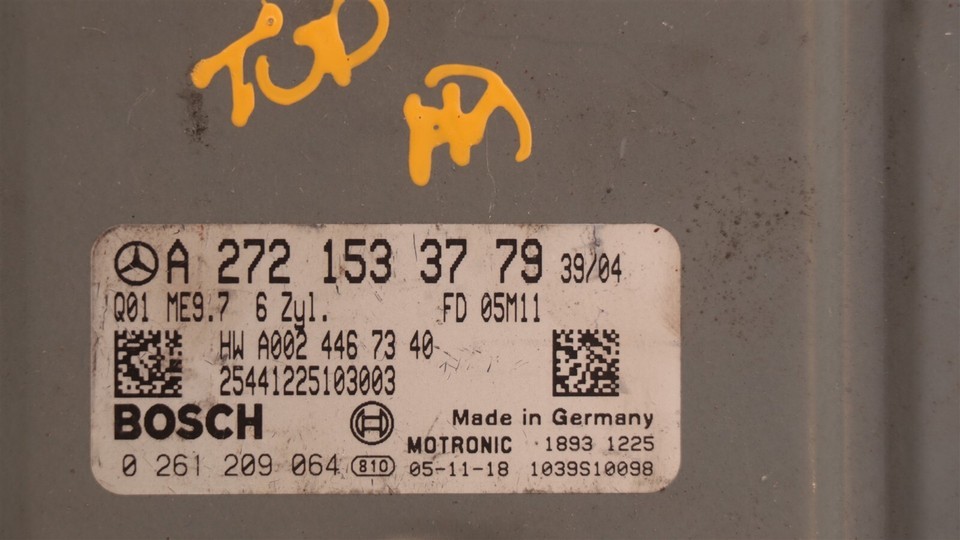 A 272 153 37 79 39/04
Q01 ME9.7 6 Zyl. FD 05M11
HW A002 446 73 40
25441225103003
BOSCH Made in Germany
MOTRONIC 1893 1225
0 261 209 064 810 05-11-18 1039S10098